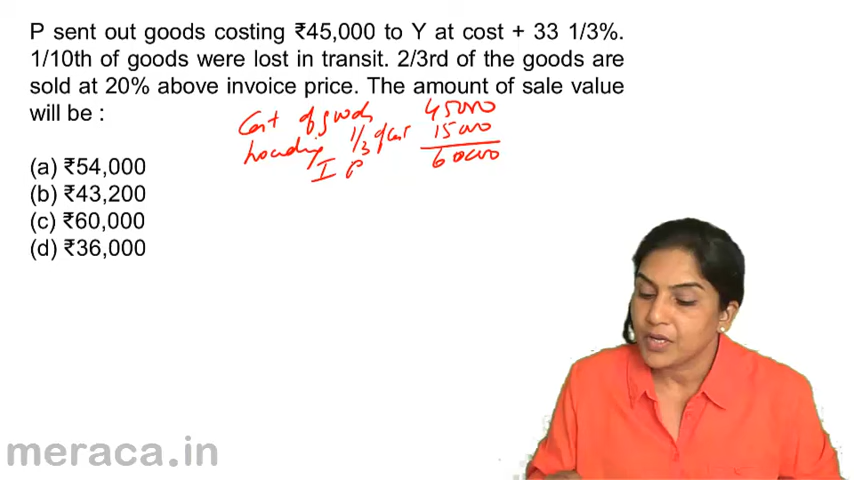 P sent out goods costing ₹45,000 to Y at cost + 33 1/3%.
1/10th of goods were lost in transit. 2/3rd of the goods are
sold at 20% above invoice price. The amount of sale value
will be :
Cost of goods 45000
Loading 1/3 of cost 15000
I P 60000
(a) ₹54,000
(b) ₹43,200
(c) ₹60,000
(d) ₹36,000
meraca.in